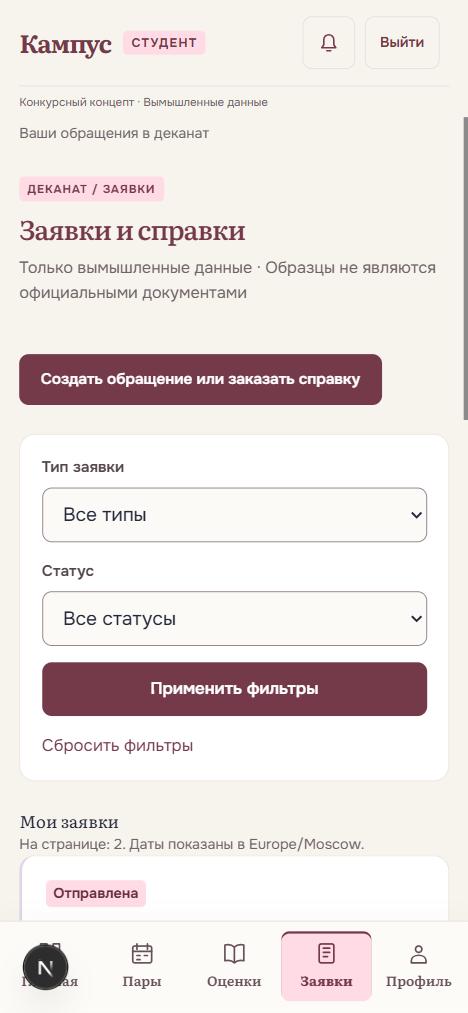 Кампус
СТУДЕНТ
Выйти
Конкурсный концепт · Вымышленные данные
Ваши обращения в деканат
ДЕКАНАТ / ЗАЯВКИ
Заявки и справки
Только вымышленные данные · Образцы не являются
официальными документами
Создать обращение или заказать справку
Тип заявки
Все типы
Статус
Все статусы
Применить фильтры
Сбросить фильтры
Мои заявки
На странице: 2. Даты показаны в Europe/Moscow.
Отправлена
N
Пары
Оценки
Заявки
Профиль